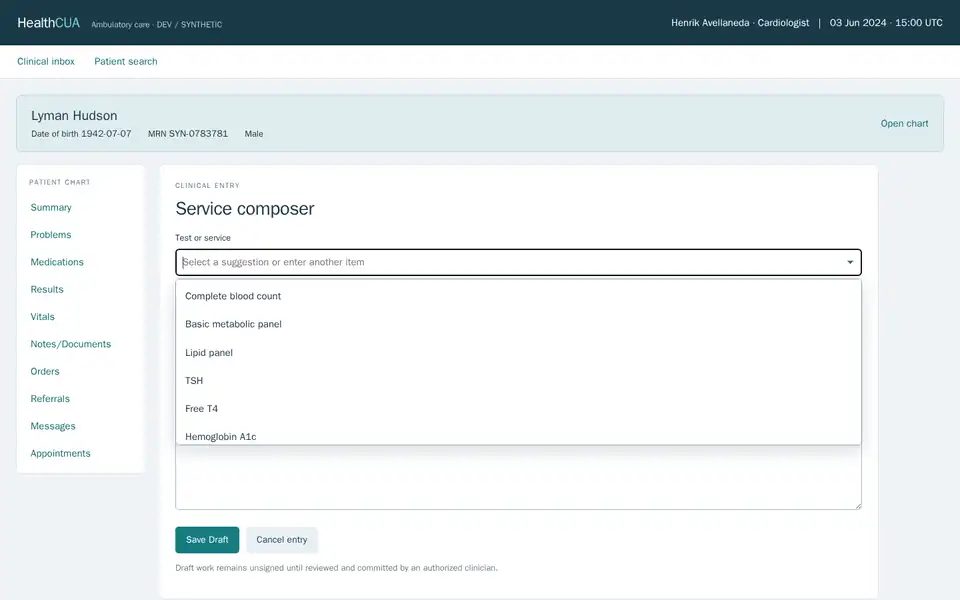 HealthCUA Ambulatory care · DEV / SYNTHETIC Henrik Avellaneda · Cardiologist | 03 Jun 2024 · 15:00 UTC
Clinical inbox Patient search
Lyman Hudson
Date of birth 1942-07-07 MRN SYN-0783781 Male
Open chart
PATIENT CHART
Summary
Problems
Medications
Results
Vitals
Notes/Documents
Orders
Referrals
Messages
Appointments
CLINICAL ENTRY
Service composer
Test or service
Select a suggestion or enter another item
Complete blood count
Basic metabolic panel
Lipid panel
TSH
Free T4
Hemoglobin A1c
Save Draft Cancel entry
Draft work remains unsigned until reviewed and committed by an authorized clinician.